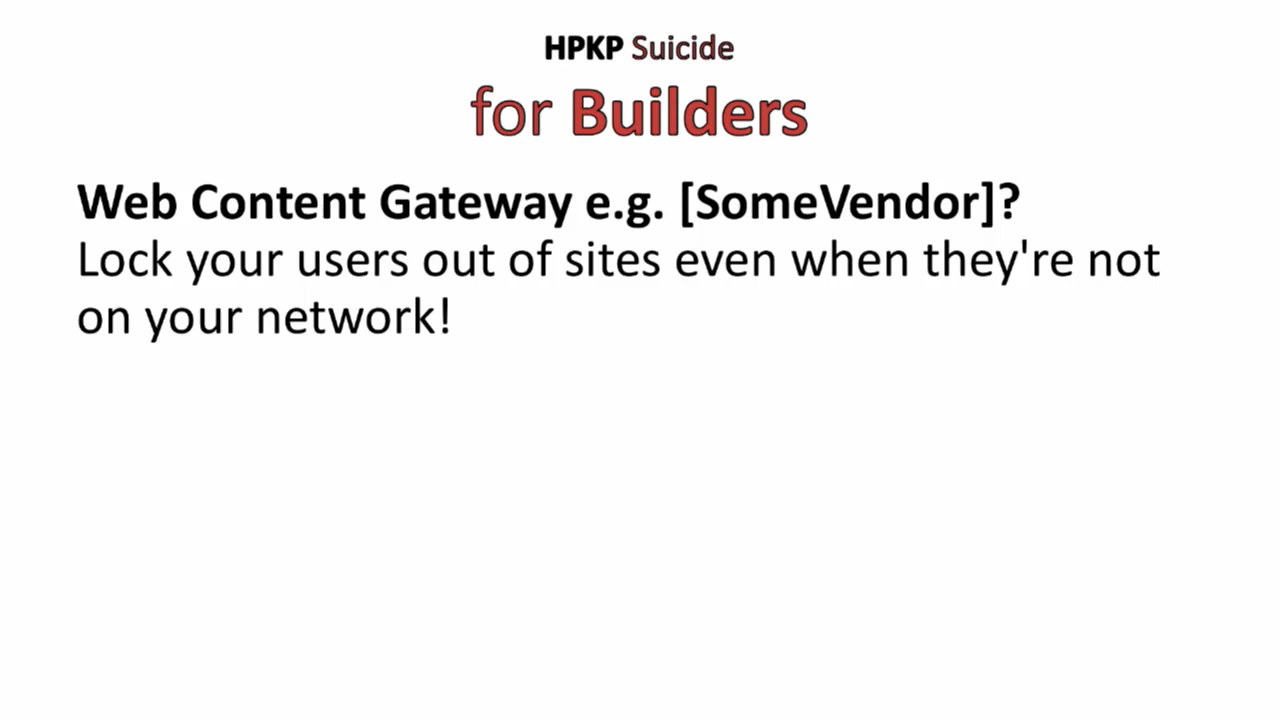 HPKP Suicide
for Builders
Web Content Gateway e.g. [SomeVendor]?
Lock your users out of sites even when they're not
on your network!